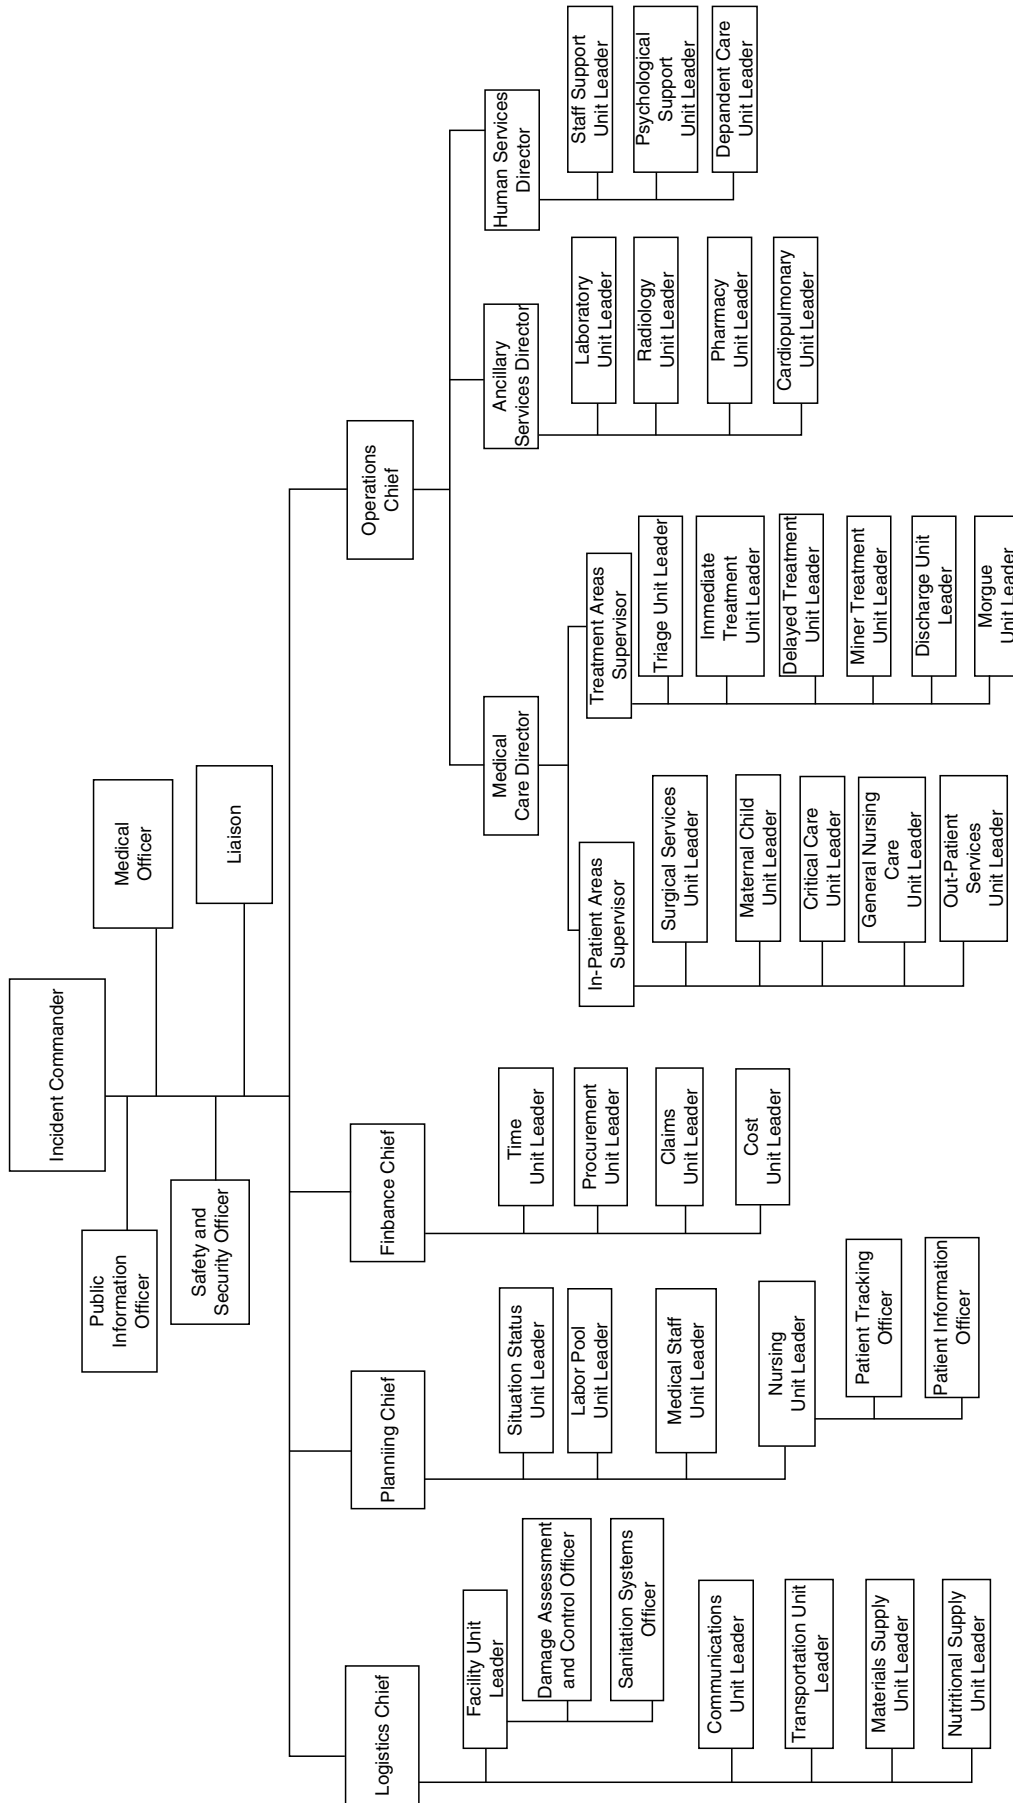 Incident Commander
Public
Information
Officer
Medical
Officer
Safety and
Security Officer
Liaison
Logistics Chief
Facility Unit
Leader
Damage Assessment
and Control Officer
Sanitation Systems
Officer
Communications
Unit Leader
Transportation Unit
Leader
Materials Supply
Unit Leader
Nutritional Supply
Unit Leader
Planniing Chief
Situation Status
Unit Leader
Labor Pool
Unit Leader
Medical Staff
Unit Leader
Nursing
Unit Leader
Patient Tracking
Officer
Patient Information
Officer
Finbance Chief
Time
Unit Leader
Procurement
Unit Leader
Claims
Unit Leader
Cost
Unit Leader
Operations
Chief
Medical
Care Director
In-Patient Areas
Supervisor
Surgical Services
Unit Leader
Maternal Child
Unit Leader
Critical Care
Unit Leader
General Nursing
Care
Unit Leader
Out-Patient
Services
Unit Leader
Treatment Areas
Supervisor
Triage Unit Leader
Immediate
Treatment
Unit Leader
Delayed Treatment
Unit Leader
Miner Treatment
Unit Leader
Discharge Unit
Leader
Morgue
Unit Leader
Ancillary
Services Director
Laboratory
Unit Leader
Radiology
Unit Leader
Pharmacy
Unit Leader
Cardiopulmonary
Unit Leader
Human Services
Director
Staff Support
Unit Leader
Psychological
Support
Unit Leader
Depandent Care
Unit Leader